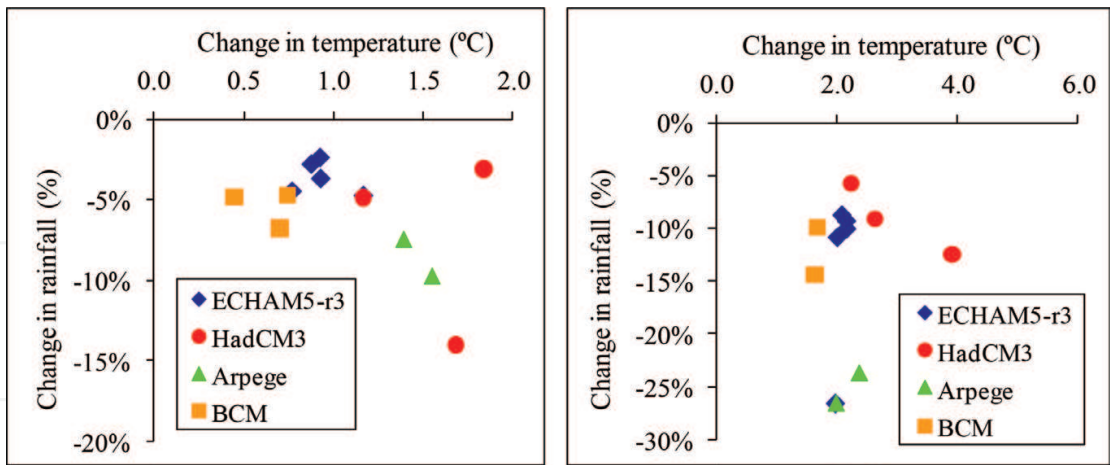 Change in temperature (ºC)
0.0 0.5 1.0 1.5 2.0
0%
-5%
-10%
-15%
-20%
Change in rainfall (%)
ECHAM5-r3
HadCM3
Arpege
BCM
Change in temperature (ºC)
0.0 2.0 4.0 6.0
0%
-5%
-10%
-15%
-20%
-25%
-30%
Change in rainfall (%)
ECHAM5-r3
HadCM3
Arpege
BCM